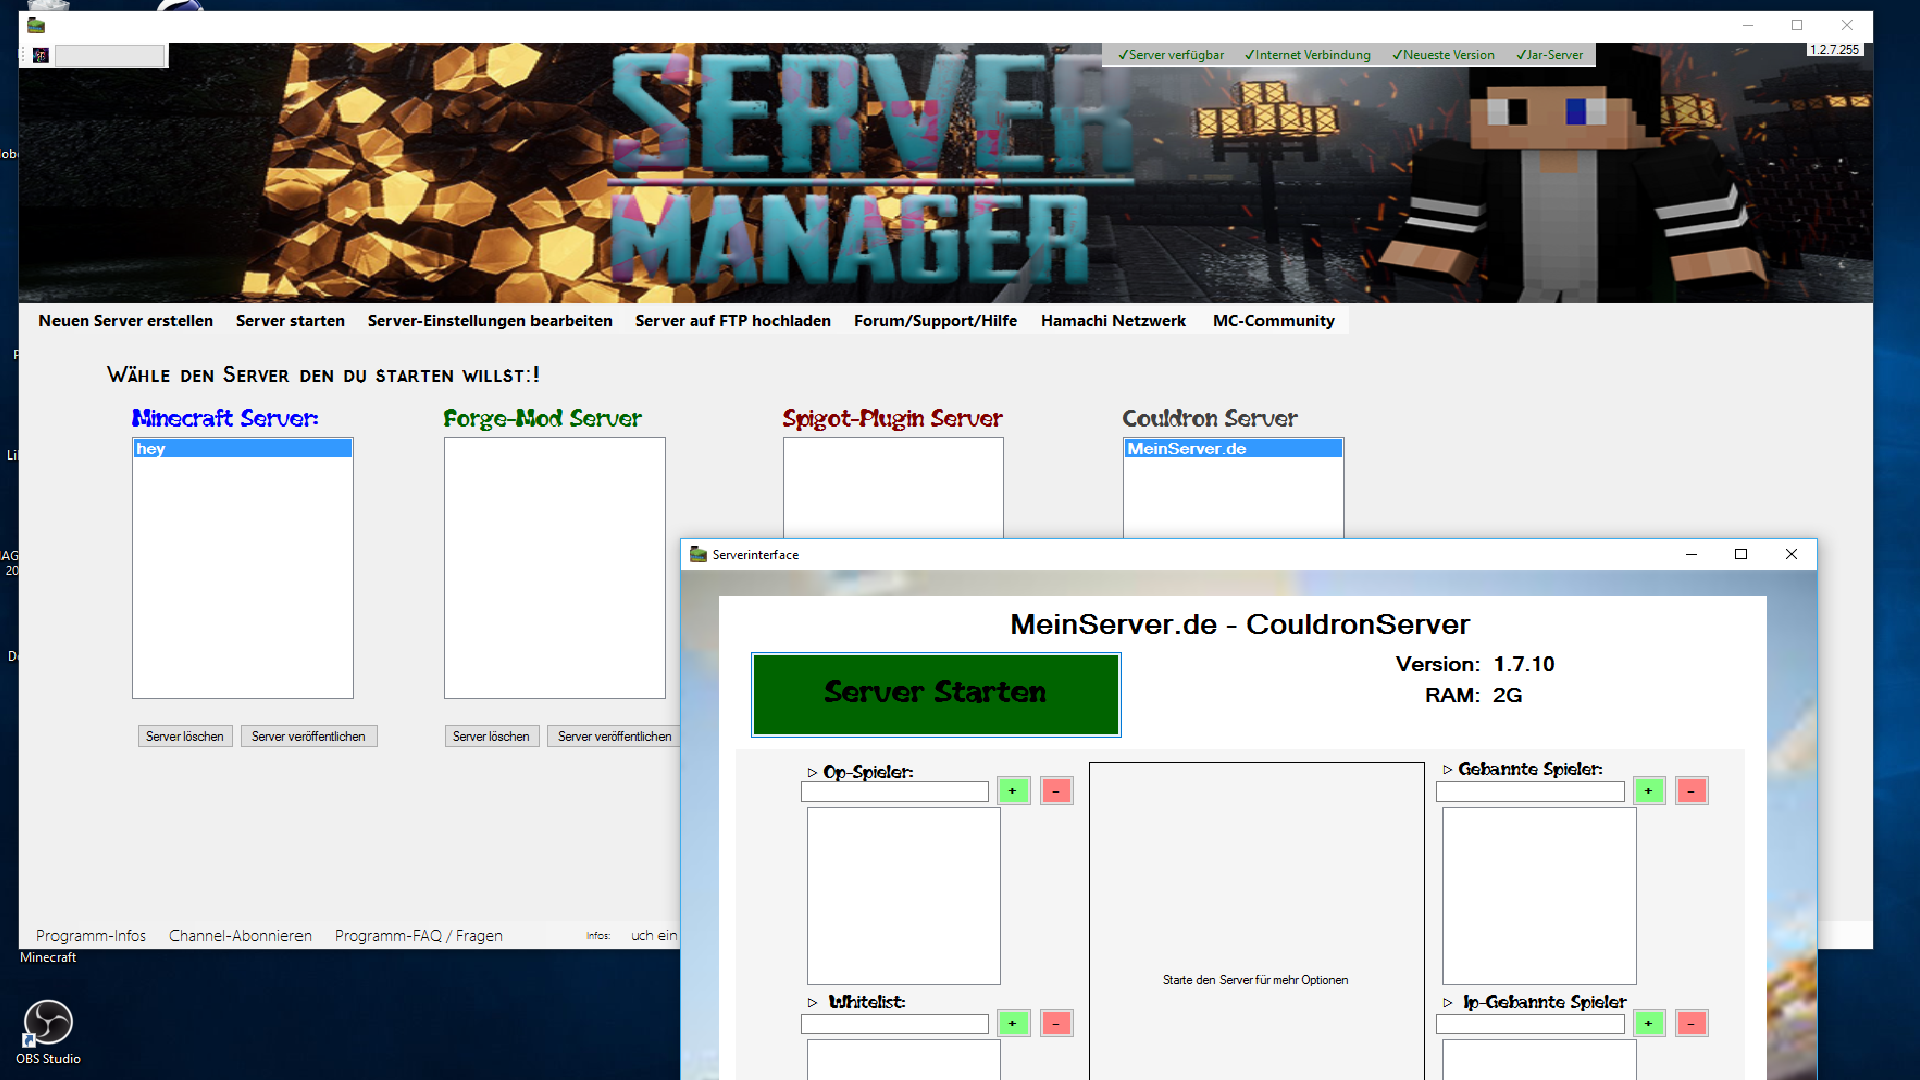 ✓Server verfügbar ✓Internet Verbindung ✓Neueste Version ✓Jar-Server
1.2.7.255
SERVER
MANAGER
Neuen Server erstellen Server starten Server-Einstellungen bearbeiten Server auf FTP hochladen Forum/Support/Hilfe Hamachi Netzwerk MC-Community
Wähle den Server den du starten willst:!
Minecraft Server: Forge-Mod Server Spigot-Plugin Server Couldron Server
hey MeinServer.de
Server löschen Server veröffentlichen Server löschen Server veröffentlichen
Serverinterface
MeinServer.de - CouldronServer
Server Starten
Version: 1.7.10
RAM: 2G
▷ Op-Spieler: + -
▷ Gebannte Spieler: + -
Starte den Server für mehr Optionen
▷ Whitelist: + -
▷ Ip-Gebannte Spieler + -
Programm-Infos Channel-Abonnieren Programm-FAQ / Fragen Infos: uch ein
Minecraft
OBS Studio